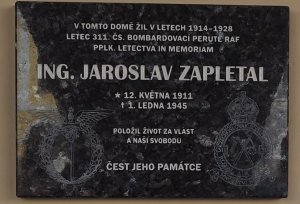 V TOMTO DOMĚ ŽIL V LETECH 1914-1928
LETEC 311. ČS. BOMBARDOVACÍ PERUTĚ RAF
PPLK. LETECTVA IN MEMORIAM
ING. JAROSLAV ZAPLETAL
* 12. KVĚTNA 1911
† 1. LEDNA 1945
POLOŽIL ŽIVOT ZA VLAST
A NAŠI SVOBODU
ČEST JEHO PAMÁTCE